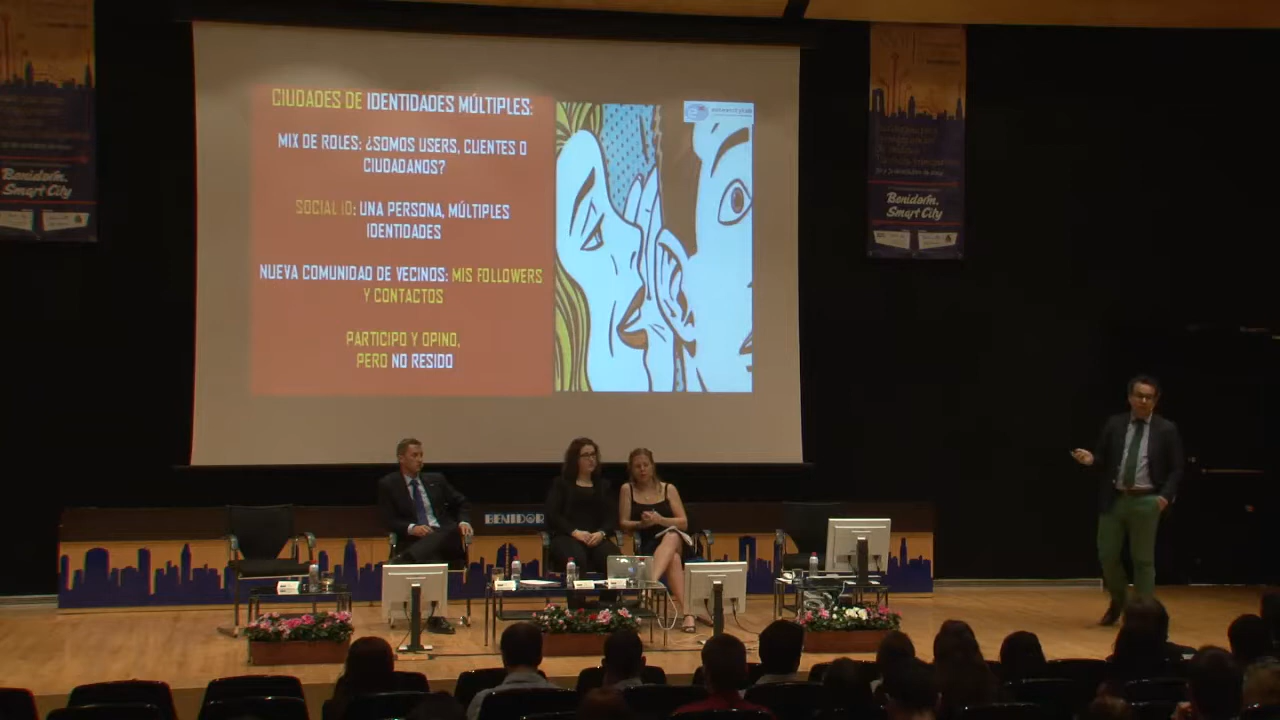 CIUDADES DE IDENTIDADES MÚLTIPLES:
MIX DE ROLES: ¿SOMOS USERS, CLIENTES O
CIUDADANOS?
SOCIAL ID: UNA PERSONA, MÚLTIPLES
IDENTIDADES
NUEVA COMUNIDAD DE VECINOS: MIS FOLLOWERS
Y CONTACTOS
PARTICIPO Y OPINO,
PERO NO RESIDO
Benidorm,
Smart City
Benidorm,
Smart City
BENIDOR